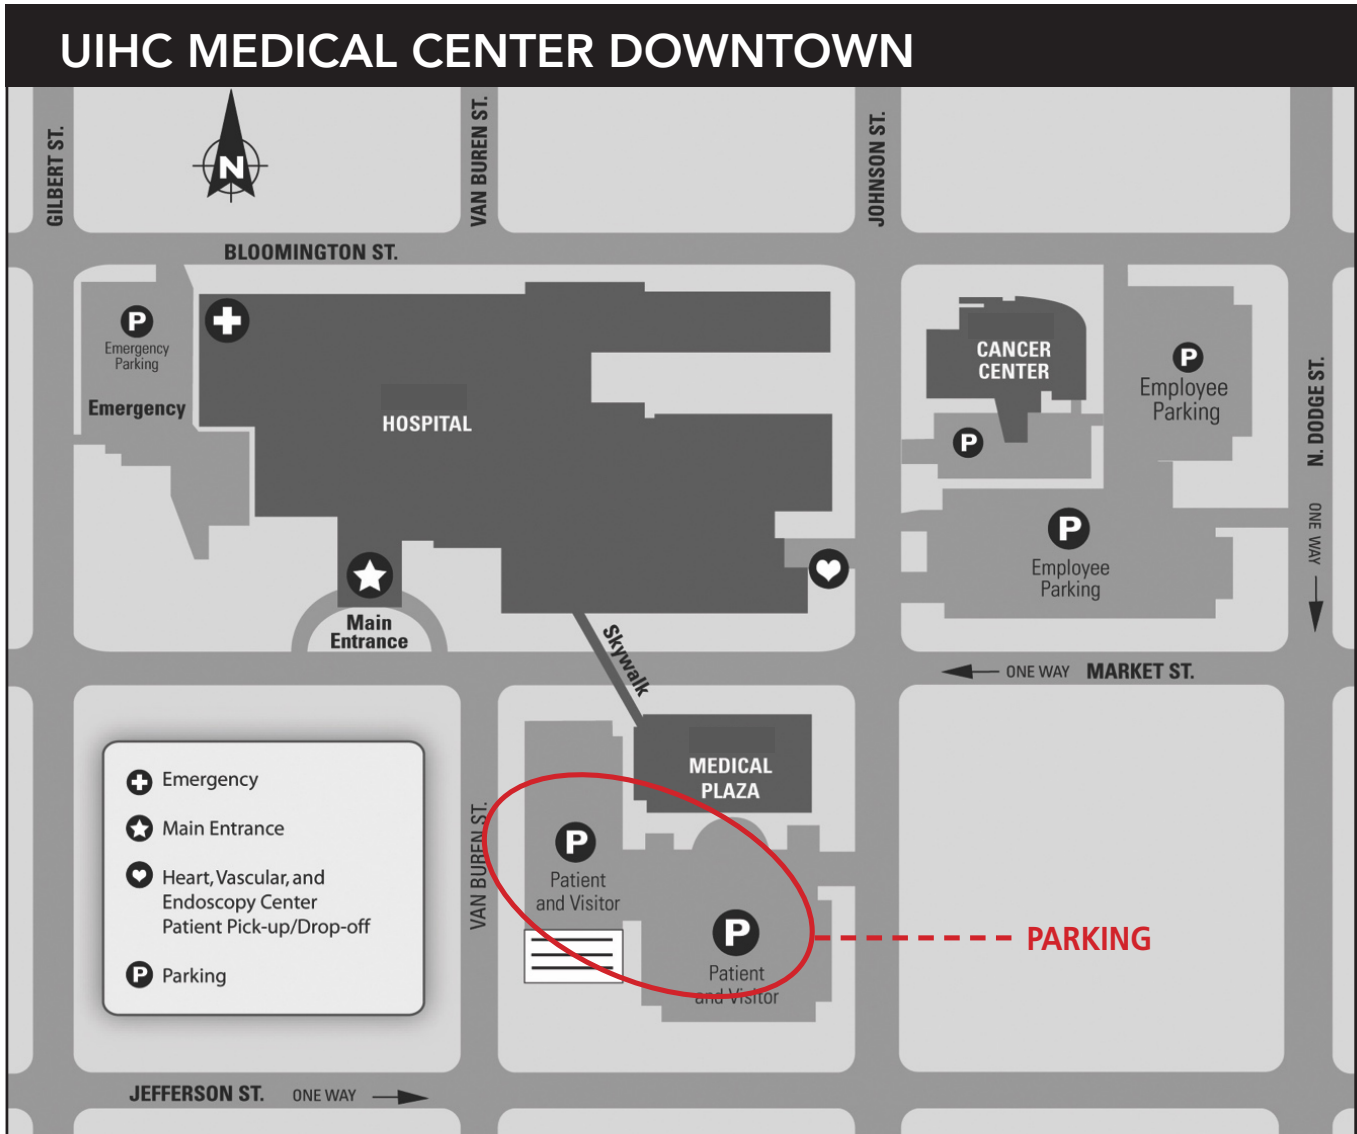 UIHC MEDICAL CENTER DOWNTOWN
GILBERT ST.
N
VAN BUREN ST.
JOHNSON ST.
BLOOMINGTON ST.
P
Emergency
Parking
Emergency
HOSPITAL
CANCER
CENTER
P
P
Employee
Parking
N. DODGE ST.
ONE WAY
P
Employee
Parking
Main
Entrance
Skywalk
ONE WAY MARKET ST.
MEDICAL
PLAZA
Emergency
Main Entrance
Heart, Vascular, and
Endoscopy Center
Patient Pick-up/Drop-off
P Parking
VAN BUREN ST.
P
Patient
and Visitor
P
Patient
and Visitor
PARKING
JEFFERSON ST. ONE WAY